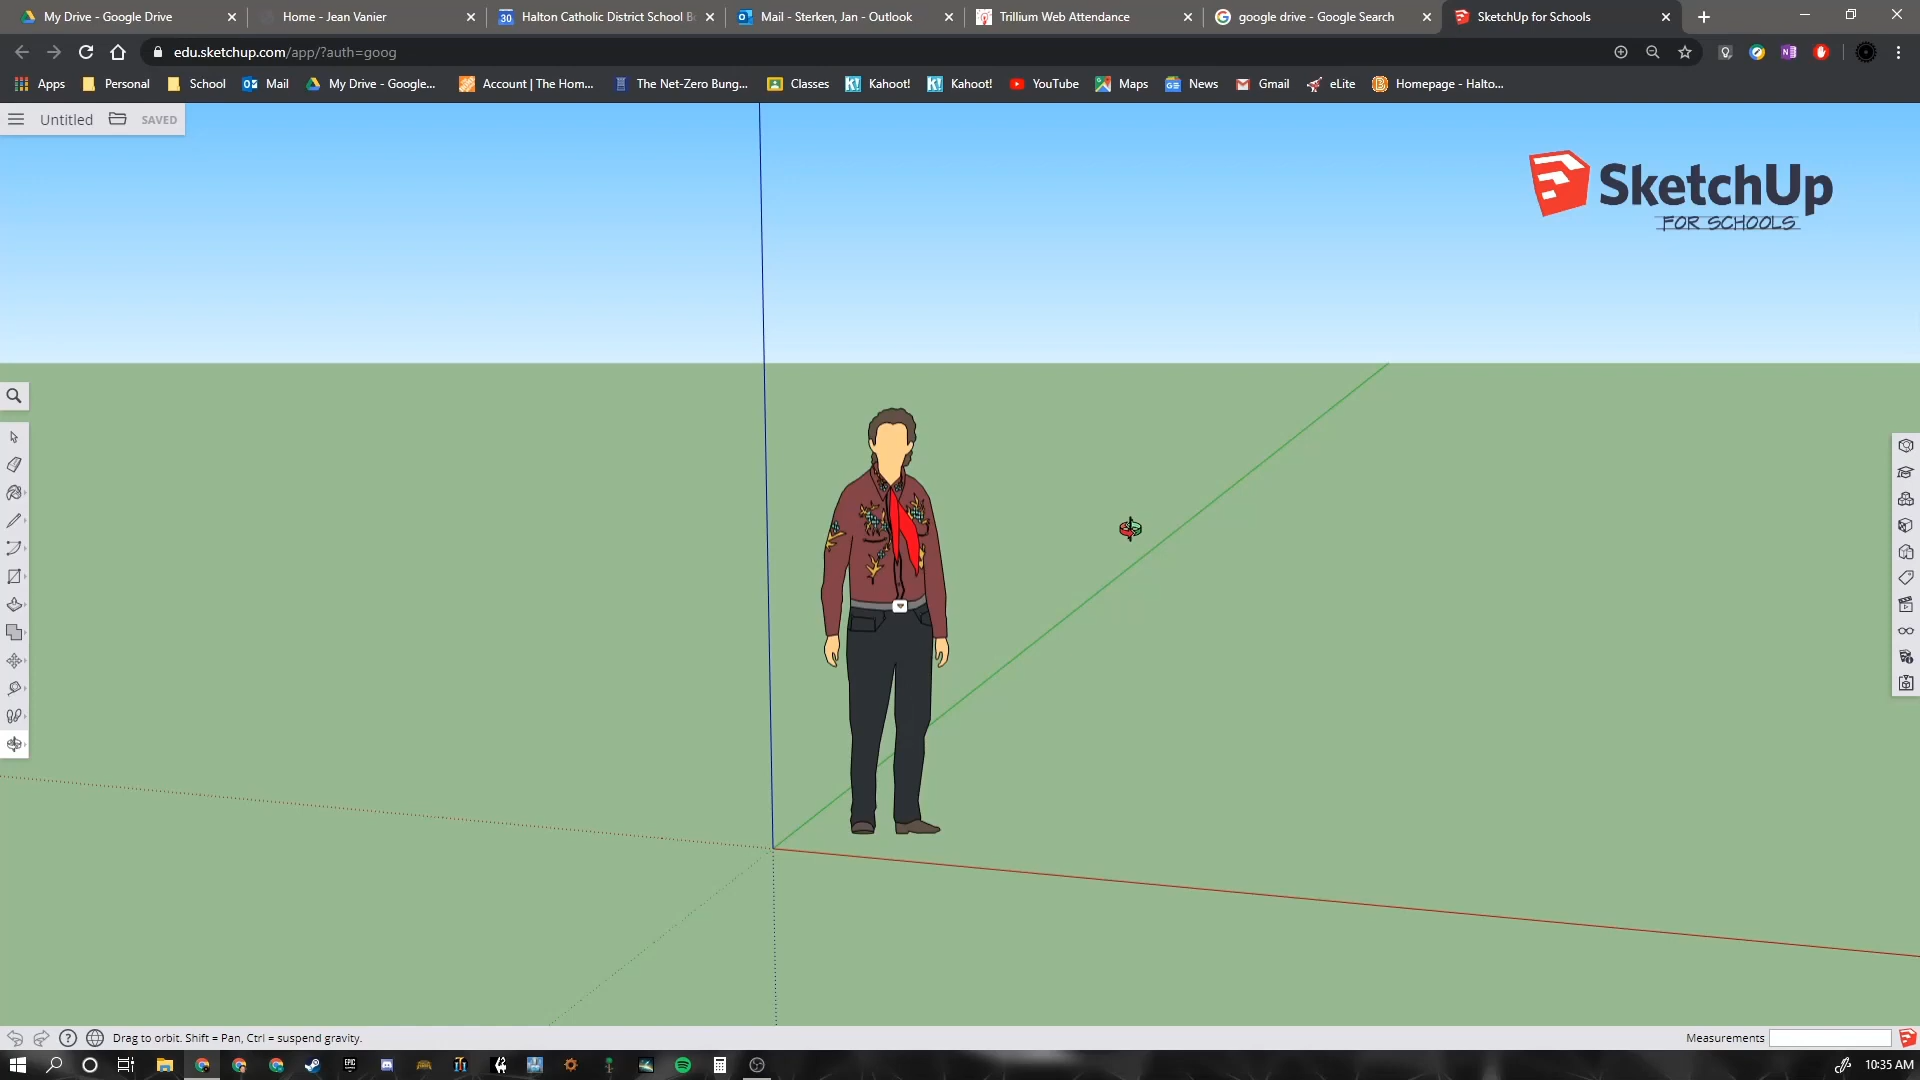 My Drive - Google Drive
Home - Jean Vanier
30
Halton Catholic District School B
Mail - Sterken, Jan - Outlook
Trillium Web Attendance
google drive - Google Search
SketchUp for Schools
edu.sketchup.com/app/?auth=goog
Apps
Personal
School
Mail
My Drive - Google...
Account | The Hom...
The Net-Zero Bung...
Classes
Kahoot!
Kahoot!
YouTube
Maps
News
Gmail
eLite
Homepage - Halto...
Untitled
SAVED
SketchUp
FOR SCHOOLS
Drag to orbit. Shift = Pan, Ctrl = suspend gravity.
Measurements
EPIC
10:35 AM